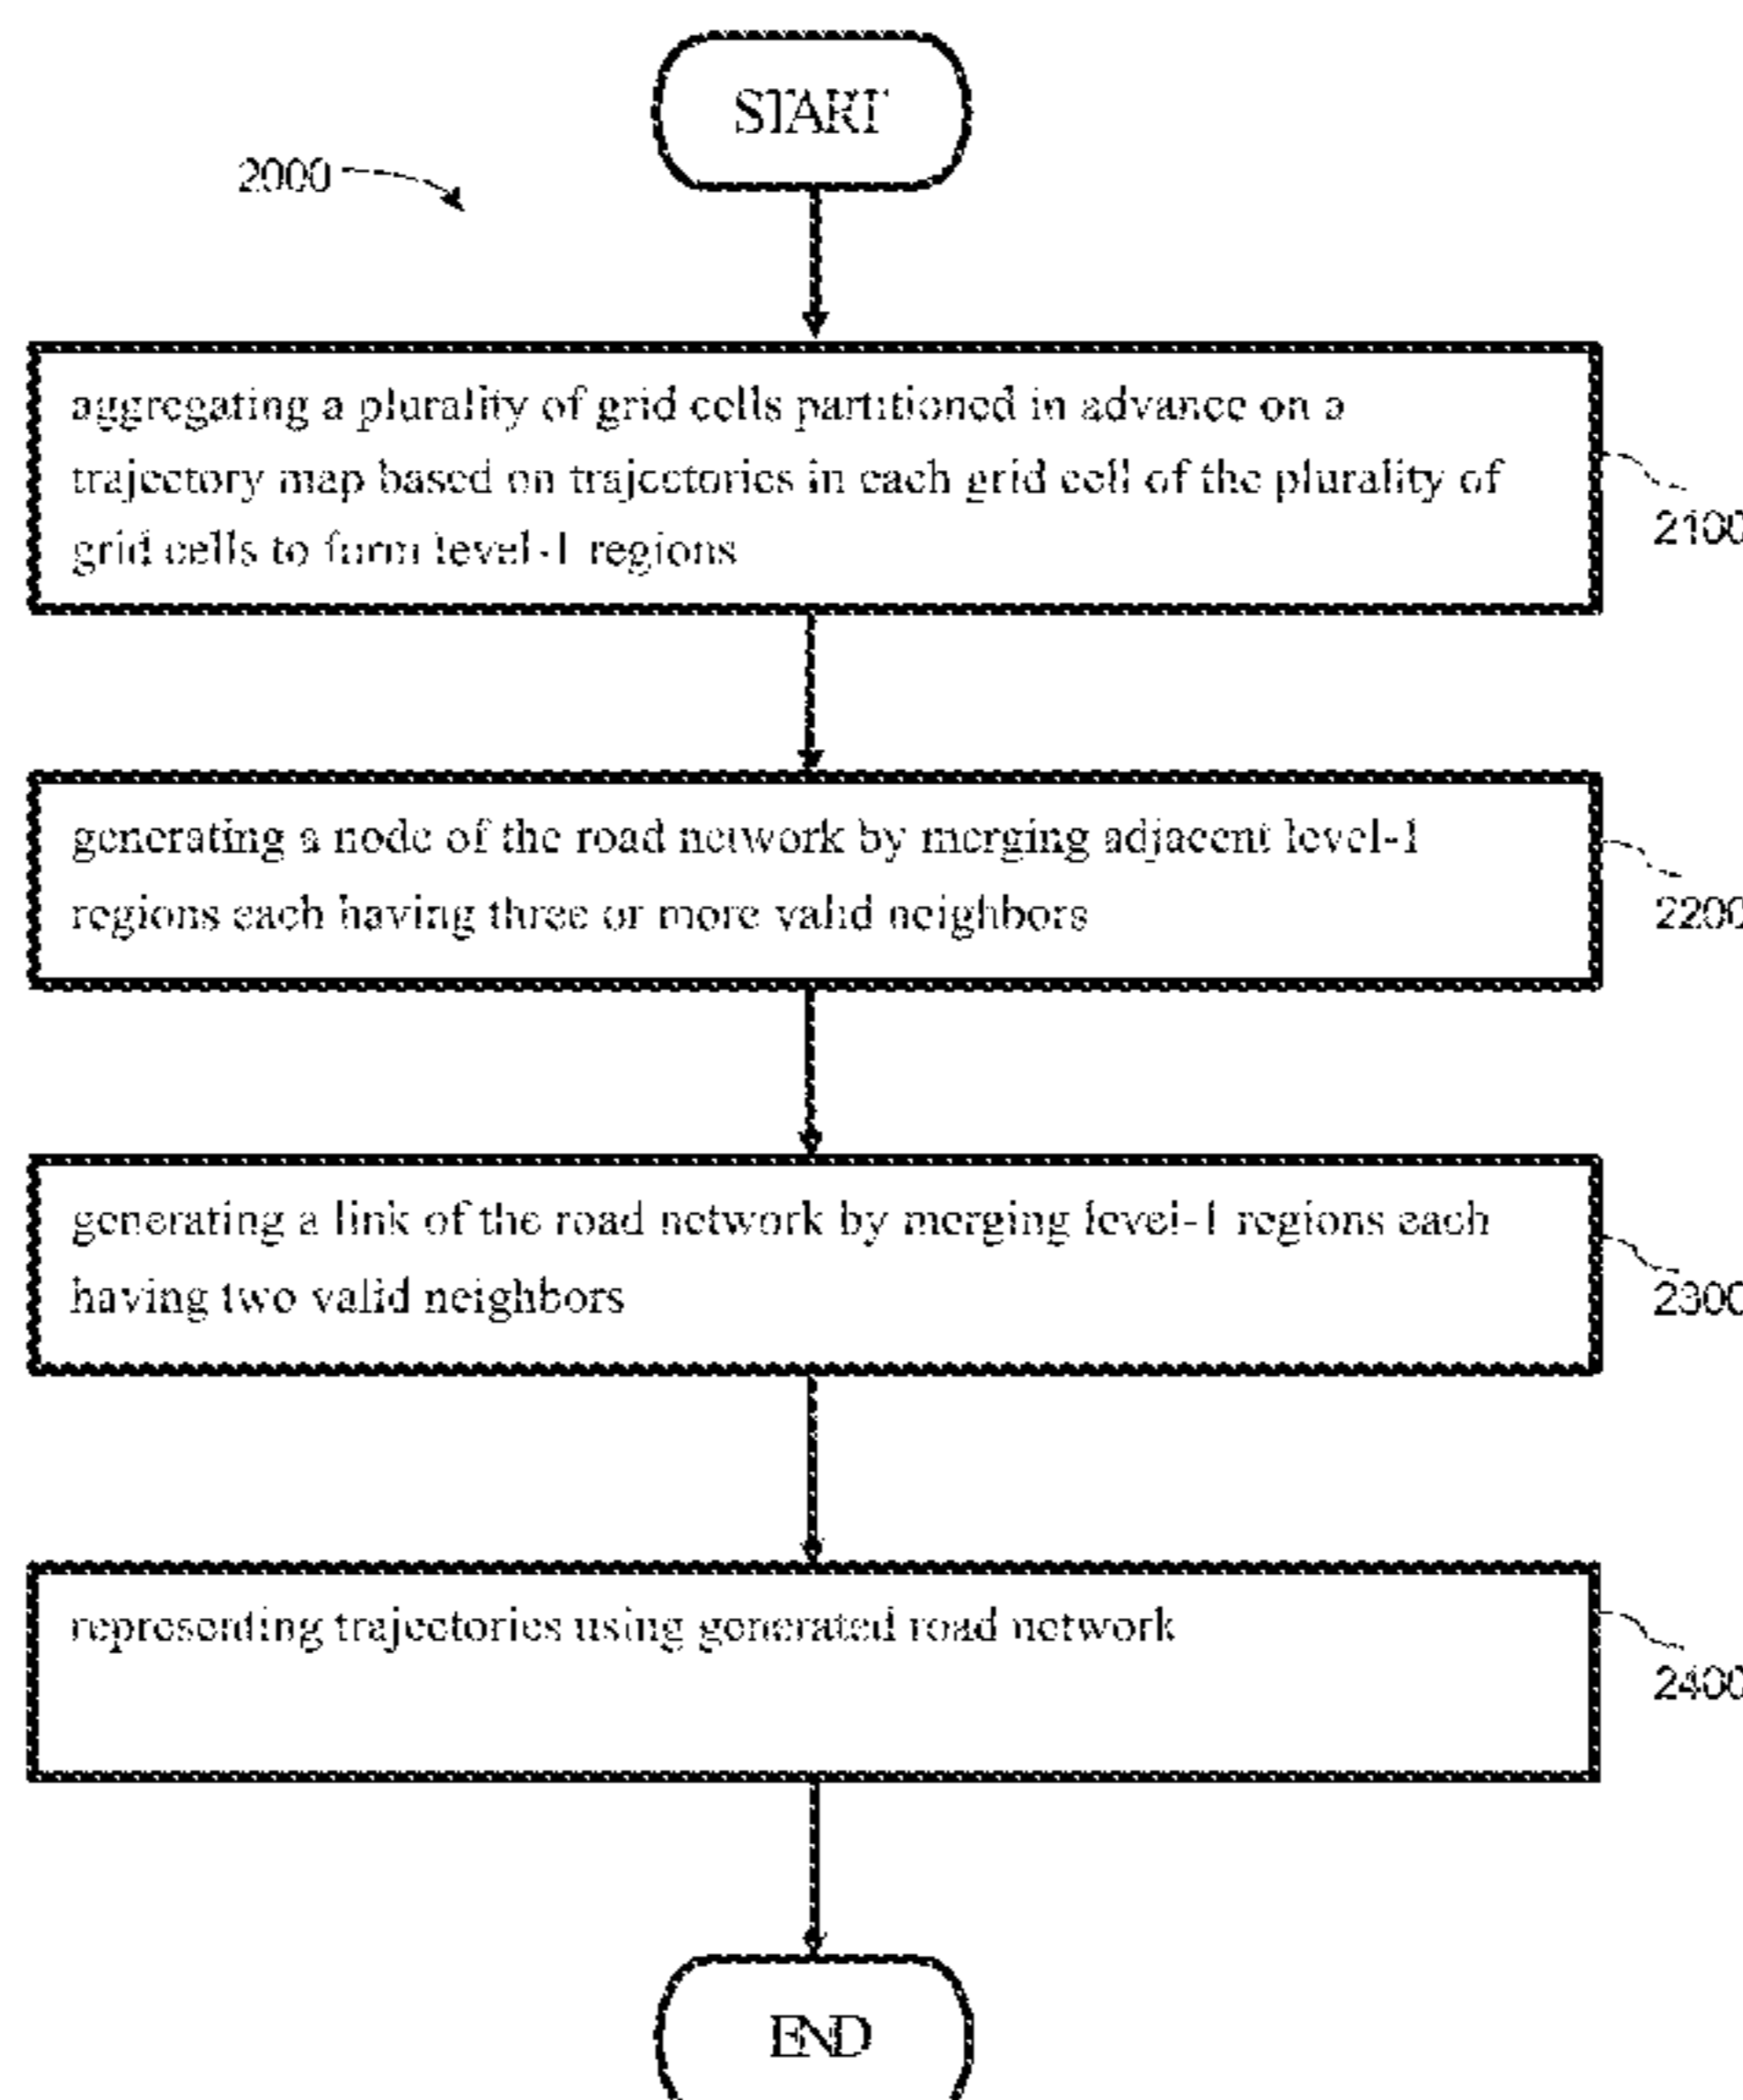 START
2000
aggregating a plurality of grid cells partitioned in advance on a
trajectory map based on trajectories in each grid cell of the plurality of
grid cells to form level-1 regions
2100
generating a node of the road network by merging adjacent level-1
regions each having three or more valid neighbors
2200
generating a link of the road network by merging level-1 regions each
having two valid neighbors
2300
representing trajectories using generated road network
2400
END